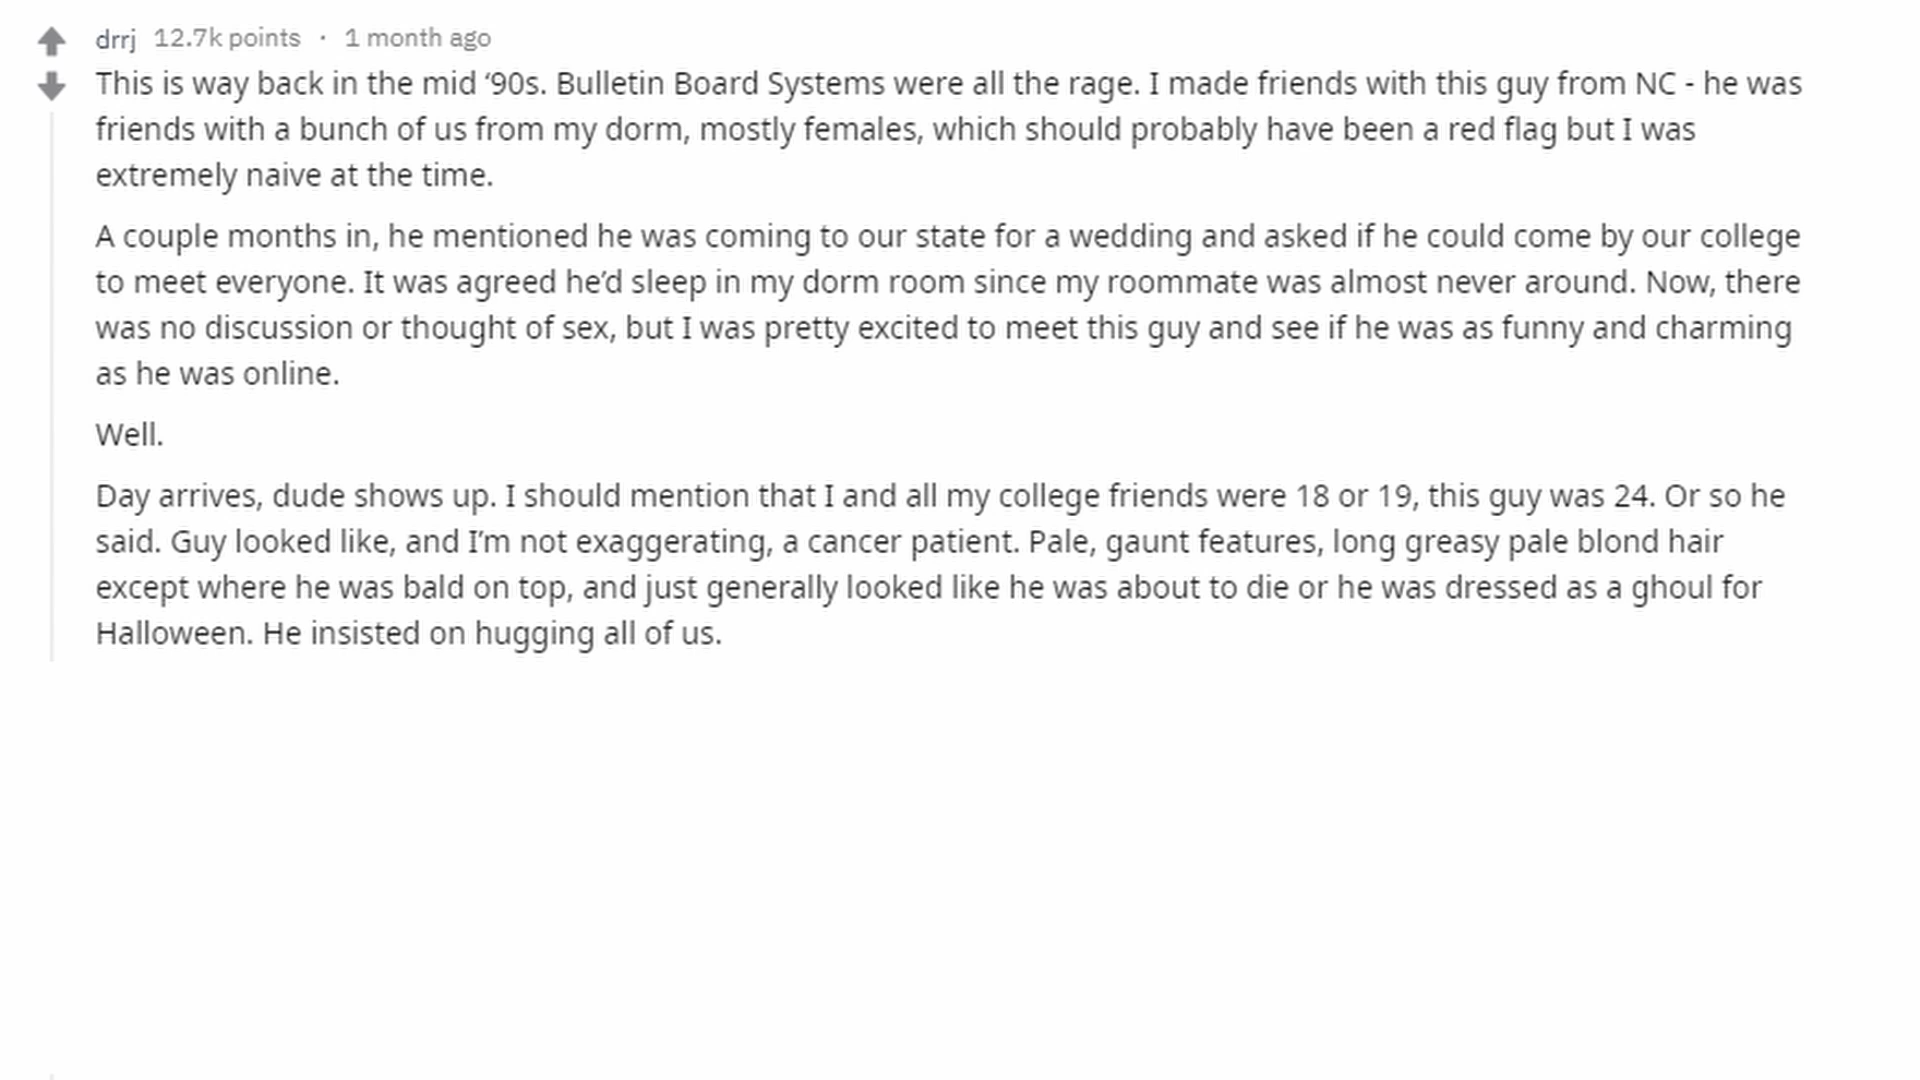 drrj 12.7k points · 1 month ago
This is way back in the mid ‘90s. Bulletin Board Systems were all the rage. I made friends with this guy from NC - he was
friends with a bunch of us from my dorm, mostly females, which should probably have been a red flag but I was
extremely naive at the time.
A couple months in, he mentioned he was coming to our state for a wedding and asked if he could come by our college
to meet everyone. It was agreed he’d sleep in my dorm room since my roommate was almost never around. Now, there
was no discussion or thought of sex, but I was pretty excited to meet this guy and see if he was as funny and charming
as he was online.
Well.
Day arrives, dude shows up. I should mention that I and all my college friends were 18 or 19, this guy was 24. Or so he
said. Guy looked like, and I’m not exaggerating, a cancer patient. Pale, gaunt features, long greasy pale blond hair
except where he was bald on top, and just generally looked like he was about to die or he was dressed as a ghoul for
Halloween. He insisted on hugging all of us.